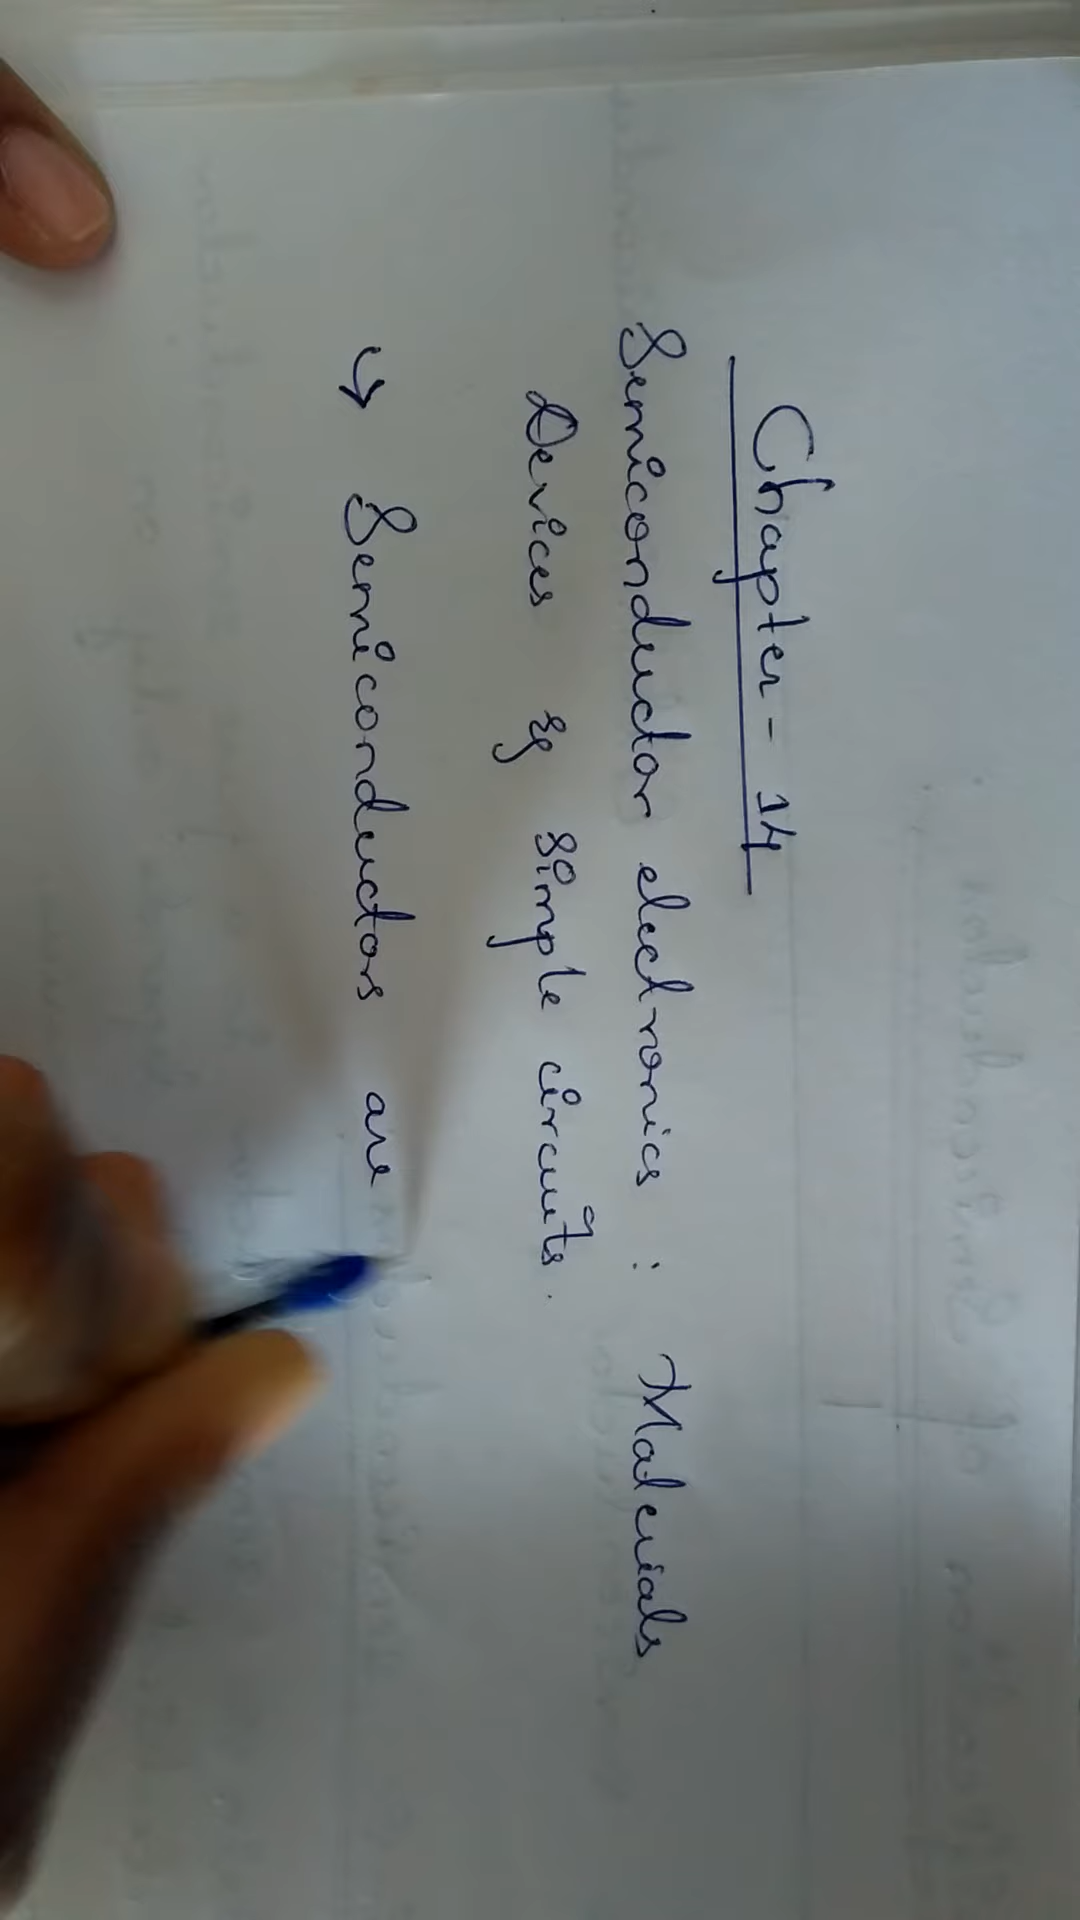 Chapter - 14
Semiconductor electronics : Materials
Devices & Simple circuits.
↳ Semiconductors are